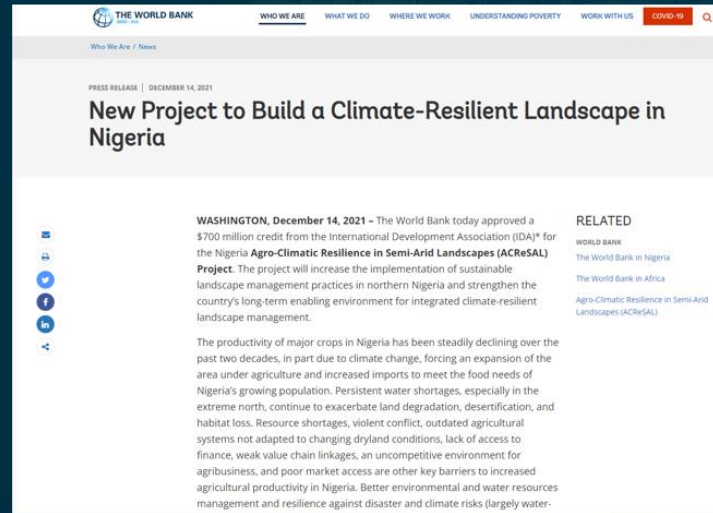 THE WORLD BANK
IBRD • IDA
WHO WE ARE
WHAT WE DO
WHERE WE WORK
UNDERSTANDING POVERTY
WORK WITH US
COVID-19
Who We Are / News
PRESS RELEASE | DECEMBER 14, 2021
New Project to Build a Climate-Resilient Landscape in
Nigeria
WASHINGTON, December 14, 2021 – The World Bank today approved a
$700 million credit from the International Development Association (IDA)* for
the Nigeria Agro-Climatic Resilience in Semi-Arid Landscapes (ACReSAL)
Project. The project will increase the implementation of sustainable
landscape management practices in northern Nigeria and strengthen the
country's long-term enabling environment for integrated climate-resilient
landscape management.
The productivity of major crops in Nigeria has been steadily declining over the
past two decades, in part due to climate change, forcing an expansion of the
area under agriculture and increased imports to meet the food needs of
Nigeria's growing population. Persistent water shortages, especially in the
extreme north, continue to exacerbate land degradation, desertification, and
habitat loss. Resource shortages, violent conflict, outdated agricultural
systems not adapted to changing dryland conditions, lack of access to
finance, weak value chain linkages, an uncompetitive environment for
agribusiness, and poor market access are other key barriers to increased
agricultural productivity in Nigeria. Better environmental and water resources
management and resilience against disaster and climate risks (largely water-
RELATED
WORLD BANK
The World Bank in Nigeria
The World Bank in Africa
Agro-Climatic Resilience in Semi-Arid
Landscapes (ACReSAL)